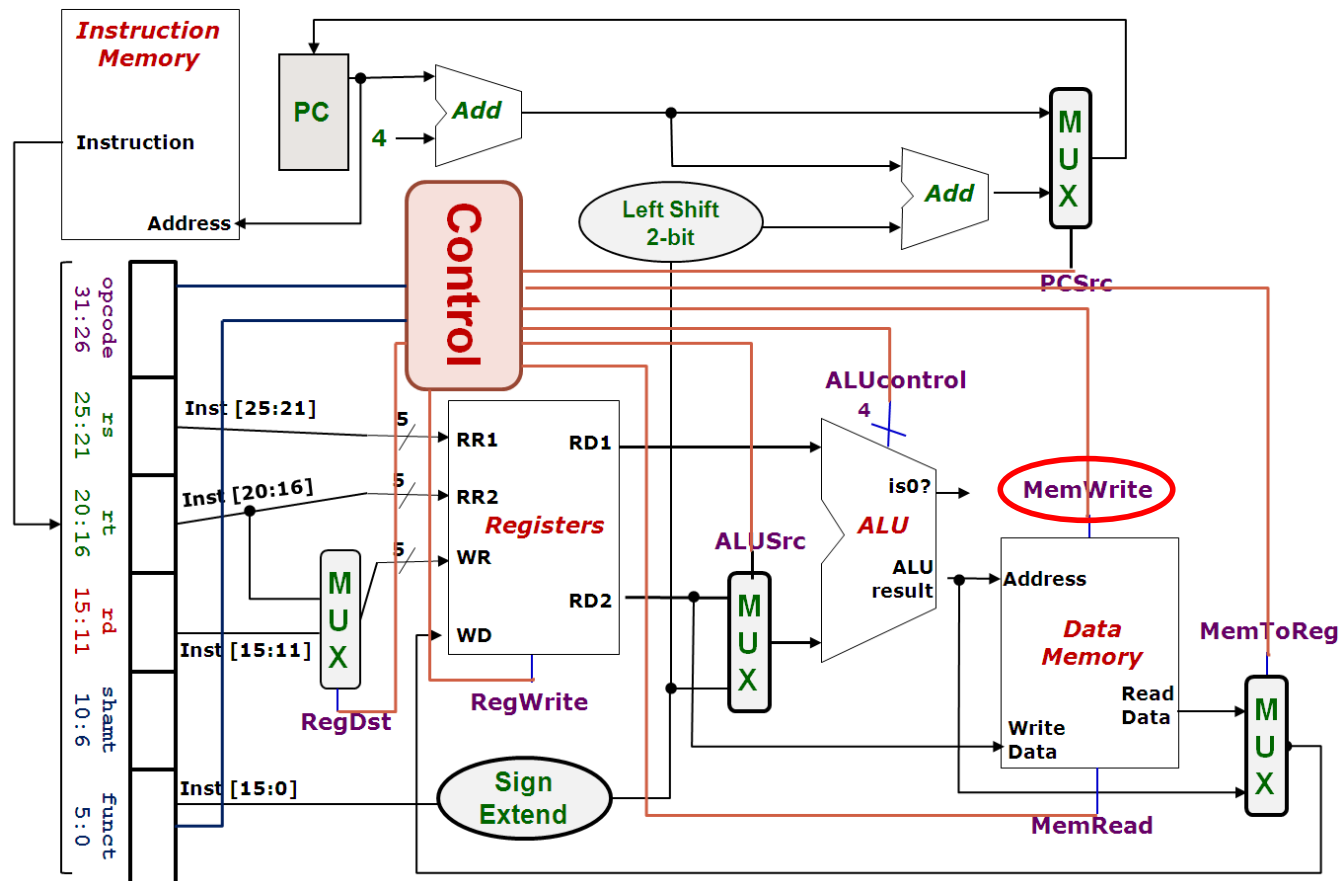 Instruction
Memory
Instruction
Address
PC
4
Add
Add
MUX
PCSrc
Left Shift
2-bit
Control
opcode
31:26
rs
25:21
rt
20:16
rd
15:11
shamt
10:6
funct
5:0
Inst [25:21]
5
Inst [20:16]
5
5
Inst [15:11]
Inst [15:0]
MUX
RegDst
RR1
RR2
WR
WD
RD1
RD2
Registers
RegWrite
Sign
Extend
ALUSrc
MUX
ALUcontrol
4
is0?
ALU
ALU
result
MemWrite
Address
Data
Memory
Read
Data
Write
Data
MemRead
MemToReg
MUX